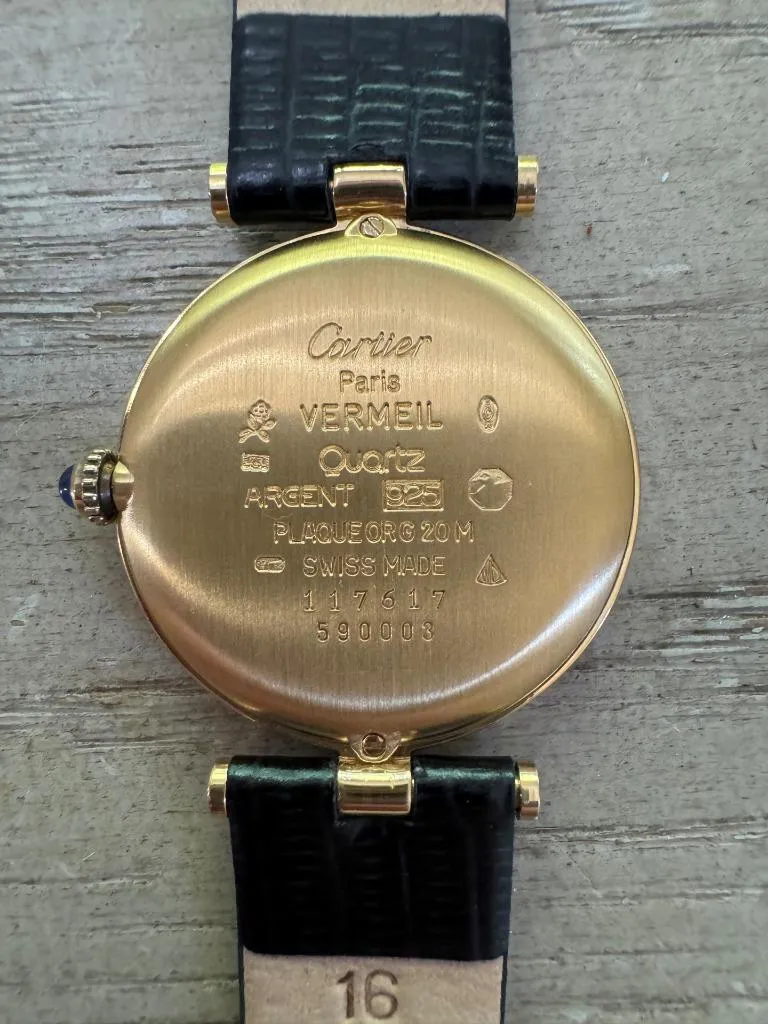 Cartier
Paris
VERMEIL
Quartz
ARGENT 925
PLAQUE OR G 20 M
SWISS MADE
117617
590003
16